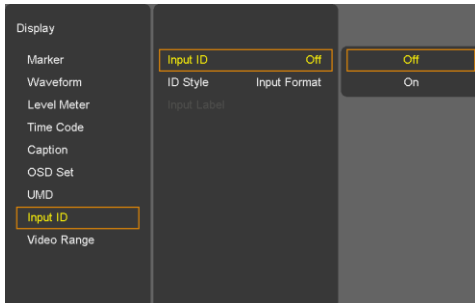 Display
Marker
Waveform
Level Meter
Time Code
Caption
OSD Set
UMD
Input ID
Video Range
Input ID Off
ID Style Input Format
Input Label
Off
On